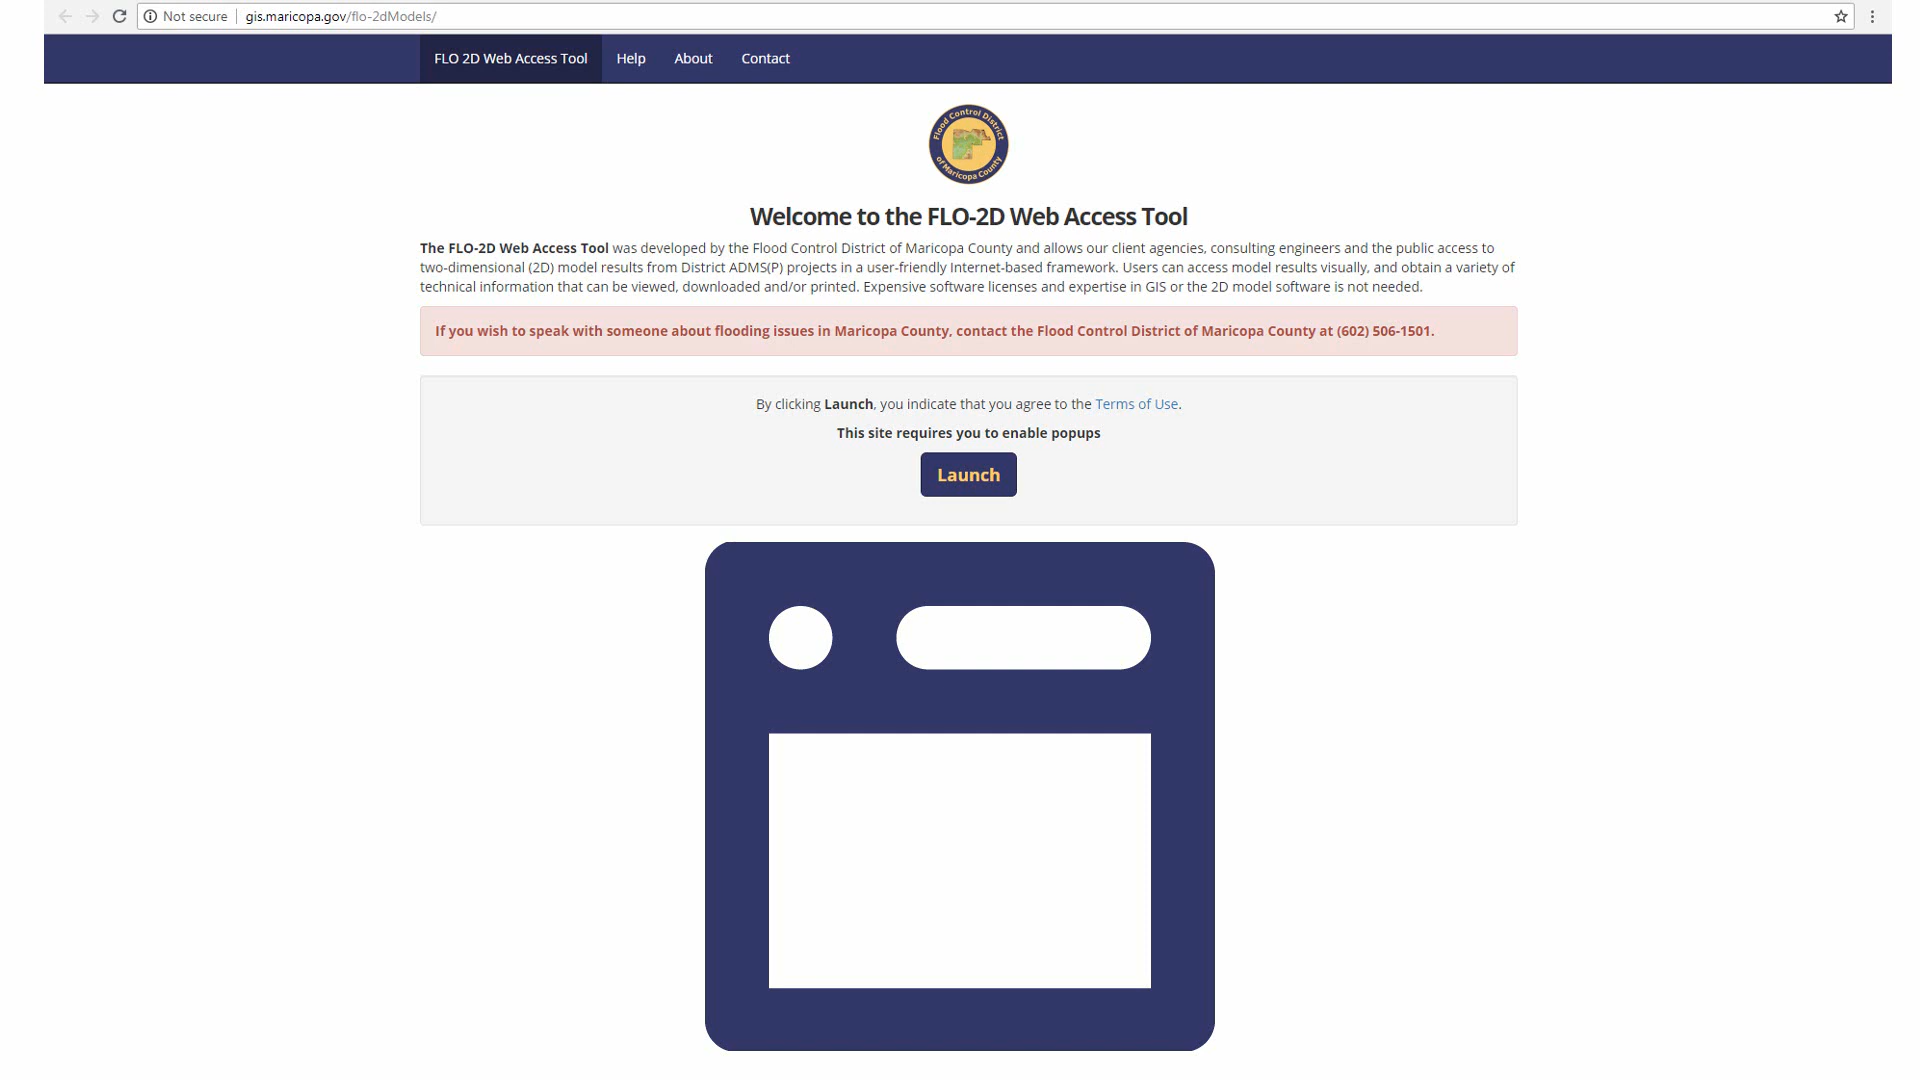 Not secure gis.maricopa.gov/flo-2dModels/
FLO 2D Web Access Tool Help About Contact
Flood Control District
of Maricopa County
Welcome to the FLO-2D Web Access Tool
The FLO-2D Web Access Tool was developed by the Flood Control District of Maricopa County and allows our client agencies, consulting engineers and the public access to
two-dimensional (2D) model results from District ADMS(P) projects in a user-friendly Internet-based framework. Users can access model results visually, and obtain a variety of
technical information that can be viewed, downloaded and/or printed. Expensive software licenses and expertise in GIS or the 2D model software is not needed.
If you wish to speak with someone about flooding issues in Maricopa County, contact the Flood Control District of Maricopa County at (602) 506-1501.
By clicking Launch, you indicate that you agree to the Terms of Use.
This site requires you to enable popups
Launch